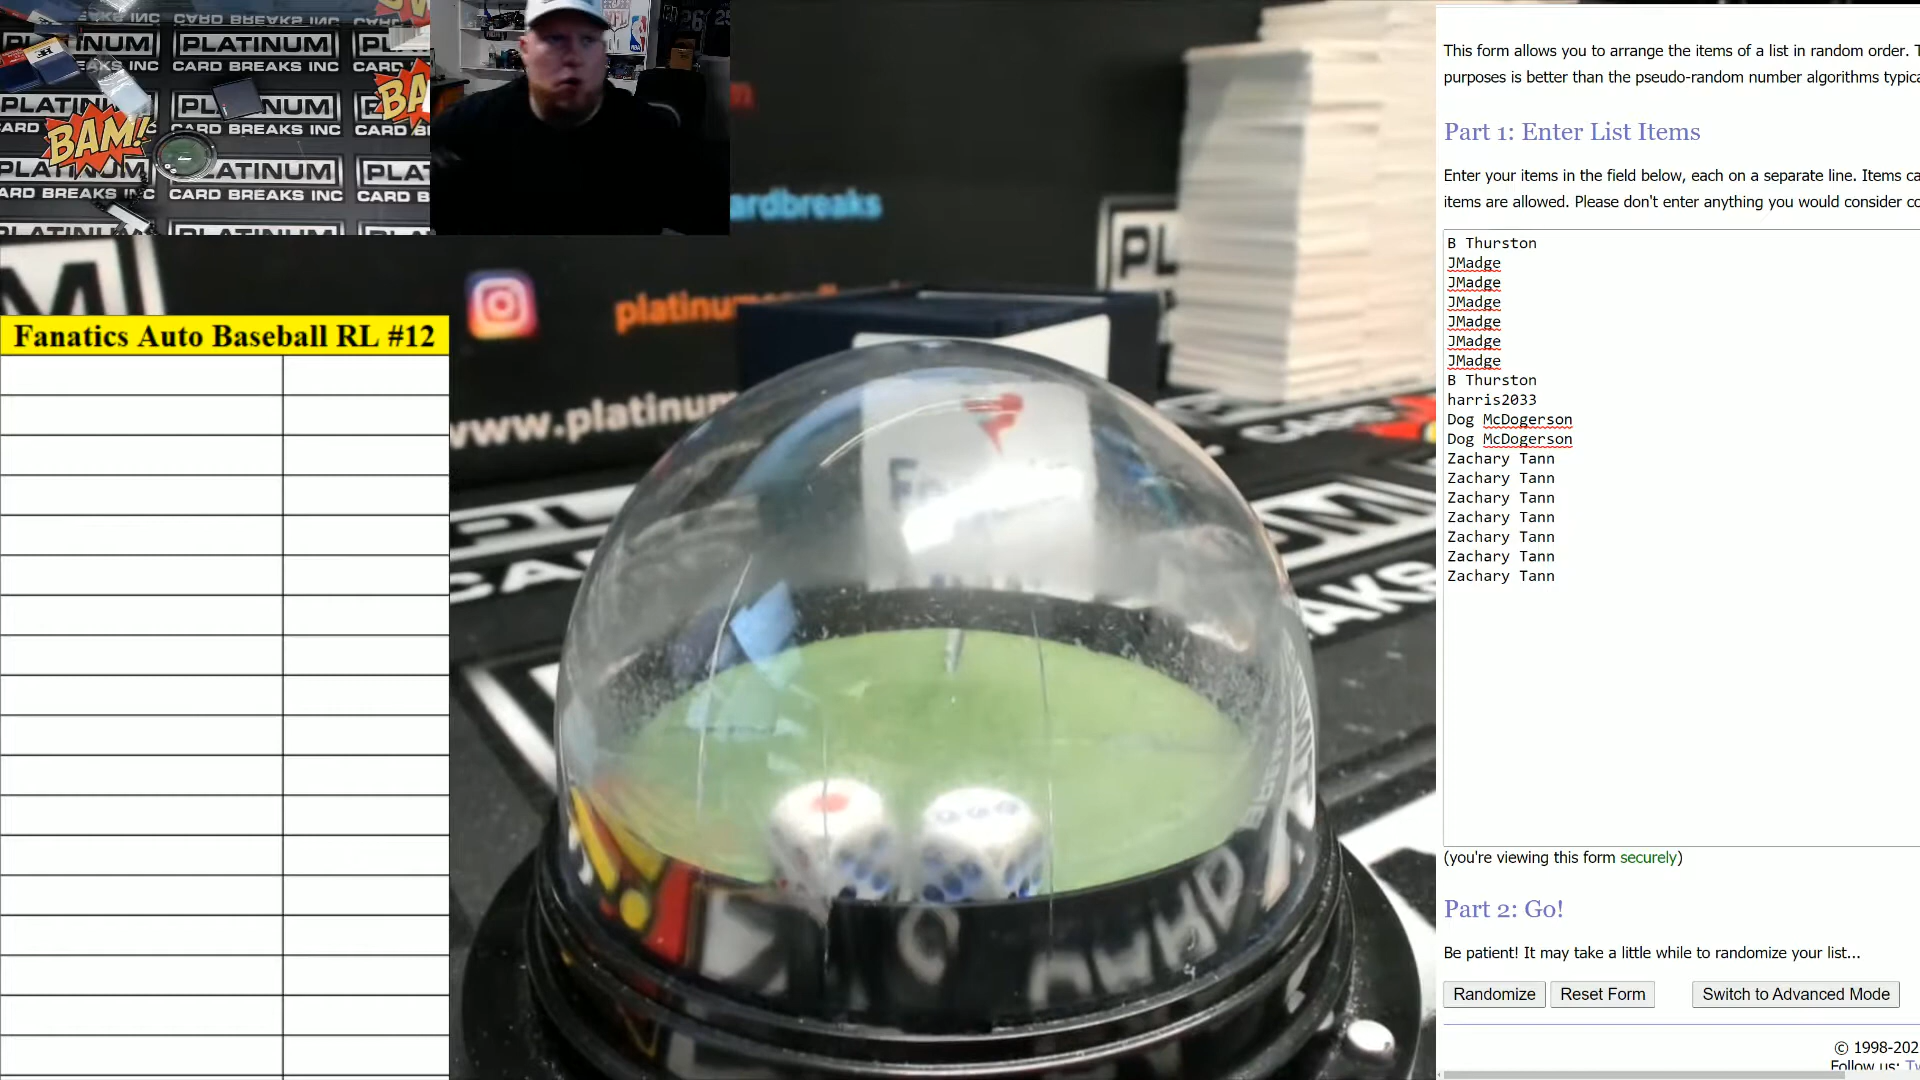 PLATINUM
CARD BREAKS INC
BAM!
PLATINUM
CARD BREAKS INC
ardbreaks
platinum
www.platinum
Fanatics Auto Baseball RL #12
This form allows you to arrange the items of a list in random order.
purposes is better than the pseudo-random number algorithms typica
Part 1: Enter List Items
Enter your items in the field below, each on a separate line. Items ca
items are allowed. Please don't enter anything you would consider co
B Thurston
JMadge
JMadge
JMadge
JMadge
JMadge
JMadge
B Thurston
harris2033
Dog McDogerson
Dog McDogerson
Zachary Tann
Zachary Tann
Zachary Tann
Zachary Tann
Zachary Tann
Zachary Tann
Zachary Tann
(you're viewing this form securely)
Part 2: Go!
Be patient! It may take a little while to randomize your list...
Randomize Reset Form Switch to Advanced Mode
© 1998-202
Follow us: Tw